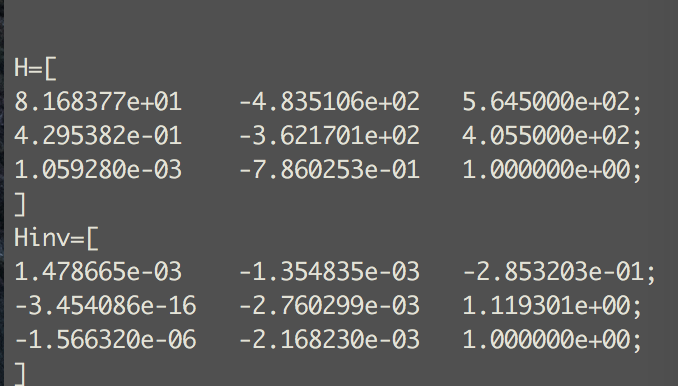 H=[
8.168377e+01 -4.835106e+02 5.645000e+02;
4.295382e-01 -3.621701e+02 4.055000e+02;
1.059280e-03 -7.860253e-01 1.000000e+00;
]
Hinv=[
1.478665e-03 -1.354835e-03 -2.853203e-01;
-3.454086e-16 -2.760299e-03 1.119301e+00;
-1.566320e-06 -2.168230e-03 1.000000e+00;
]